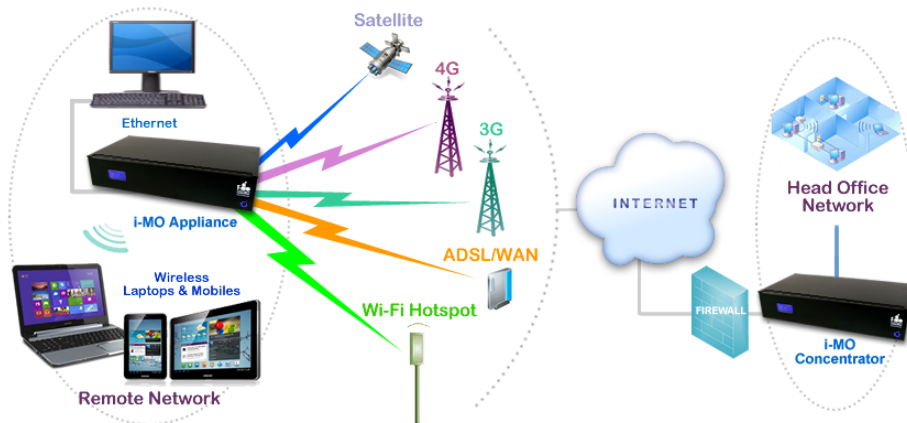 Satellite
4G
3G
Ethernet
i-MO Appliance
ADSL/WAN
Wireless
Laptops & Mobiles
Wi-Fi Hotspot
Remote Network
INTERNET
FIREWALL
Head Office
Network
i-MO
Concentrator